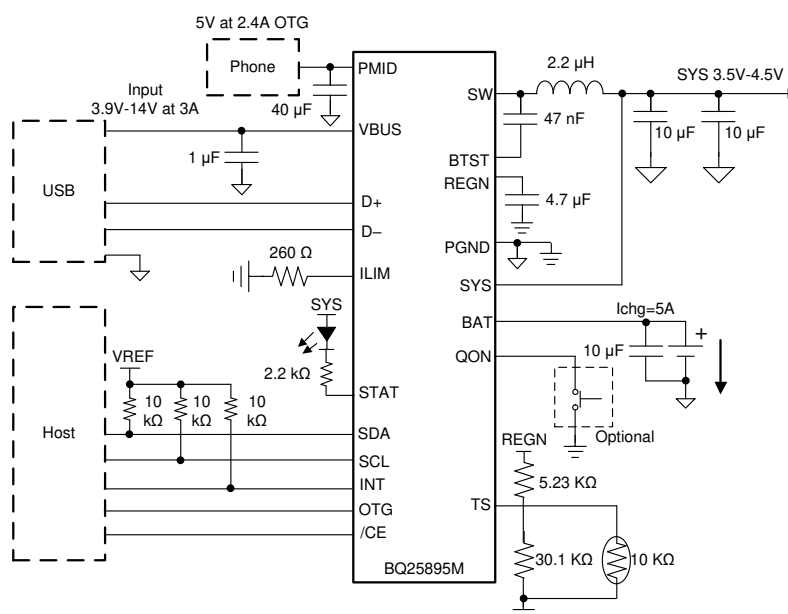 5V at 2.4A OTG
Phone
PMID
40 µF
Input
3.9V-14V at 3A
VBUS
1 µF
USB
D+
D–
260 Ω
ILIM
SYS
2.2 kΩ
STAT
VREF
10 kΩ
10 kΩ
10 kΩ
Host
SDA
SCL
INT
OTG
/CE
BQ25895M
SW
2.2 µH
SYS 3.5V-4.5V
47 nF
10 µF
10 µF
BTST
REGN
4.7 µF
PGND
SYS
BAT
Ichg=5A
+
10 µF
QON
Optional
REGN
5.23 KΩ
TS
30.1 KΩ
10 KΩ